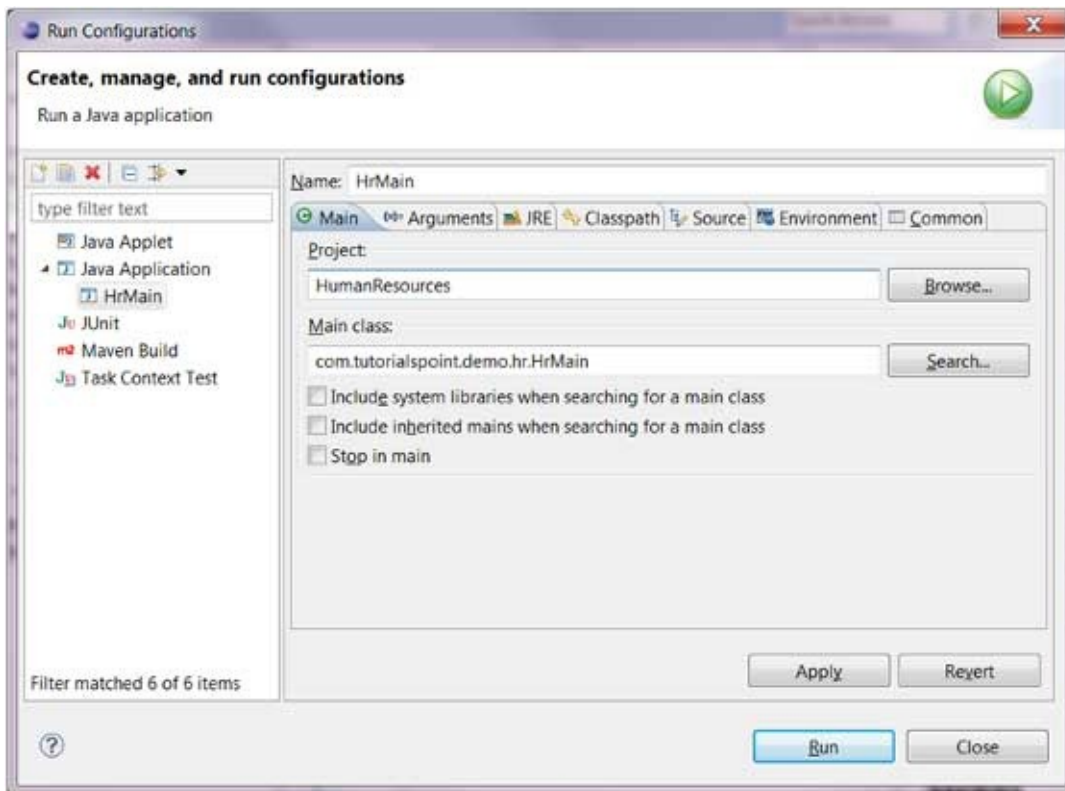 Run Configurations
Create, manage, and run configurations
Run a Java application
type filter text
Java Applet
Java Application
HrMain
JUnit
Maven Build
Task Context Test
Filter matched 6 of 6 items
Name: HrMain
Main Arguments JRE Classpath Source Environment Common
Project:
HumanResources Browse...
Main class:
com.tutorialspoint.demo.hr.HrMain Search...
Include system libraries when searching for a main class
Include inherited mains when searching for a main class
Stop in main
Apply Revert
Run Close